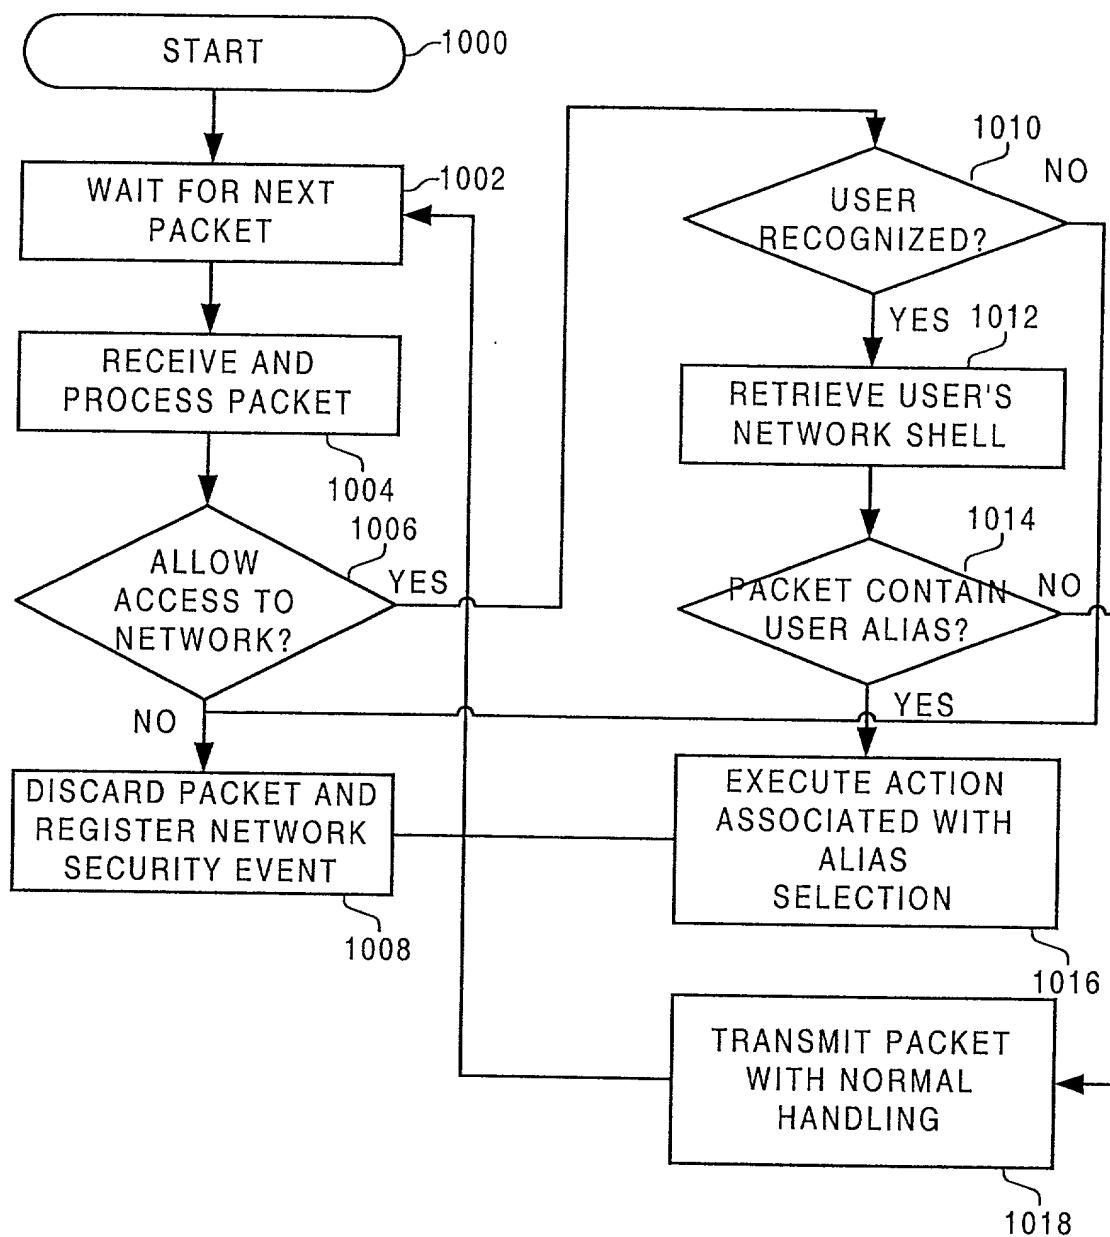 START
1000
WAIT FOR NEXT
PACKET
1002
RECEIVE AND
PROCESS PACKET
1004
ALLOW
ACCESS TO
NETWORK?
1006
YES
NO
DISCARD PACKET AND
REGISTER NETWORK
SECURITY EVENT
1008
1010
NO
USER
RECOGNIZED?
YES
1012
RETRIEVE USER'S
NETWORK SHELL
1014
PACKET CONTAIN
USER ALIAS?
NO
YES
EXECUTE ACTION
ASSOCIATED WITH
ALIAS
SELECTION
1016
TRANSMIT PACKET
WITH NORMAL
HANDLING
1018